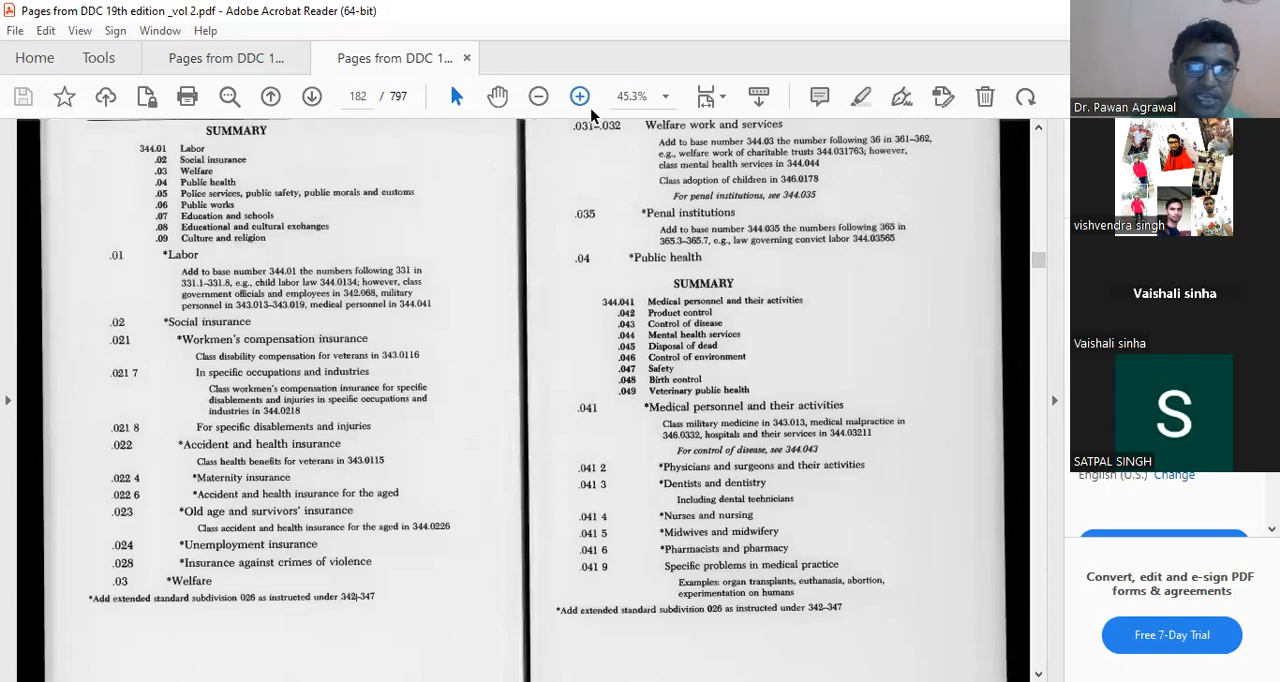 Pages from DDC 19th edition _vol 2.pdf - Adobe Acrobat Reader (64-bit)
File Edit View Sign Window Help
Home Tools Pages from DDC 1... Pages from DDC 1... ×
182 / 797 45.3%
SUMMARY
344.01 Labor
.02 Social insurance
.03 Welfare
.04 Public health
.05 Police services, public safety, public morals and customs
.06 Public works
.07 Education and schools
.08 Educational and cultural exchanges
.09 Culture and religion
.01 *Labor
Add to base number 344.01 the numbers following 331 in
331.1–331.8, e.g., child labor law 344.0134; however, class
government officials and employees in 342.068, military
personnel in 343.013–343.019, medical personnel in 344.041
.02 *Social insurance
.021 *Workmen's compensation insurance
Class disability compensation for veterans in 343.0116
.021 7 In specific occupations and industries
Class workmen's compensation insurance for specific
disablements and injuries in specific occupations and
industries in 344.0218
.021 8 For specific disablements and injuries
.022 *Accident and health insurance
Class health benefits for veterans in 343.0115
.022 4 *Maternity insurance
.022 6 *Accident and health insurance for the aged
.023 *Old age and survivors' insurance
Class accident and health insurance for the aged in 344.0226
.024 *Unemployment insurance
.028 *Insurance against crimes of violence
.03 *Welfare
*Add extended standard subdivision 026 as instructed under 342–347
.031–.032 Welfare work and services
Add to base number 344.03 the number following 36 in 361–362,
e.g., welfare work of charitable trusts 344.031763; however,
class mental health services in 344.044
Class adoption of children in 346.0178
For penal institutions, see 344.035
.035 *Penal institutions
Add to base number 344.035 the numbers following 365 in
365.3–365.7, e.g., law governing convict labor 344.03565
.04 *Public health
SUMMARY
344.041 Medical personnel and their activities
.042 Product control
.043 Control of disease
.044 Mental health services
.045 Disposal of dead
.046 Control of environment
.047 Safety
.048 Birth control
.049 Veterinary public health
.041 *Medical personnel and their activities
Class military medicine in 343.013, medical malpractice in
346.0332, hospitals and their services in 344.03211
For control of disease, see 344.043
.041 2 *Physicians and surgeons and their activities
.041 3 *Dentists and dentistry
Including dental technicians
.041 4 *Nurses and nursing
.041 5 *Midwives and midwifery
.041 6 *Pharmacists and pharmacy
.041 9 Specific problems in medical practice
Examples: organ transplants, euthanasia, abortion,
experimentation on humans
*Add extended standard subdivision 026 as instructed under 342–347
Dr. Pawan Agrawal
vishvendra singh
Vaishali sinha
Vaishali sinha
S
SATPAL SINGH
English (U.S.) Change
Convert, edit and e-sign PDF
forms & agreements
Free 7-Day Trial